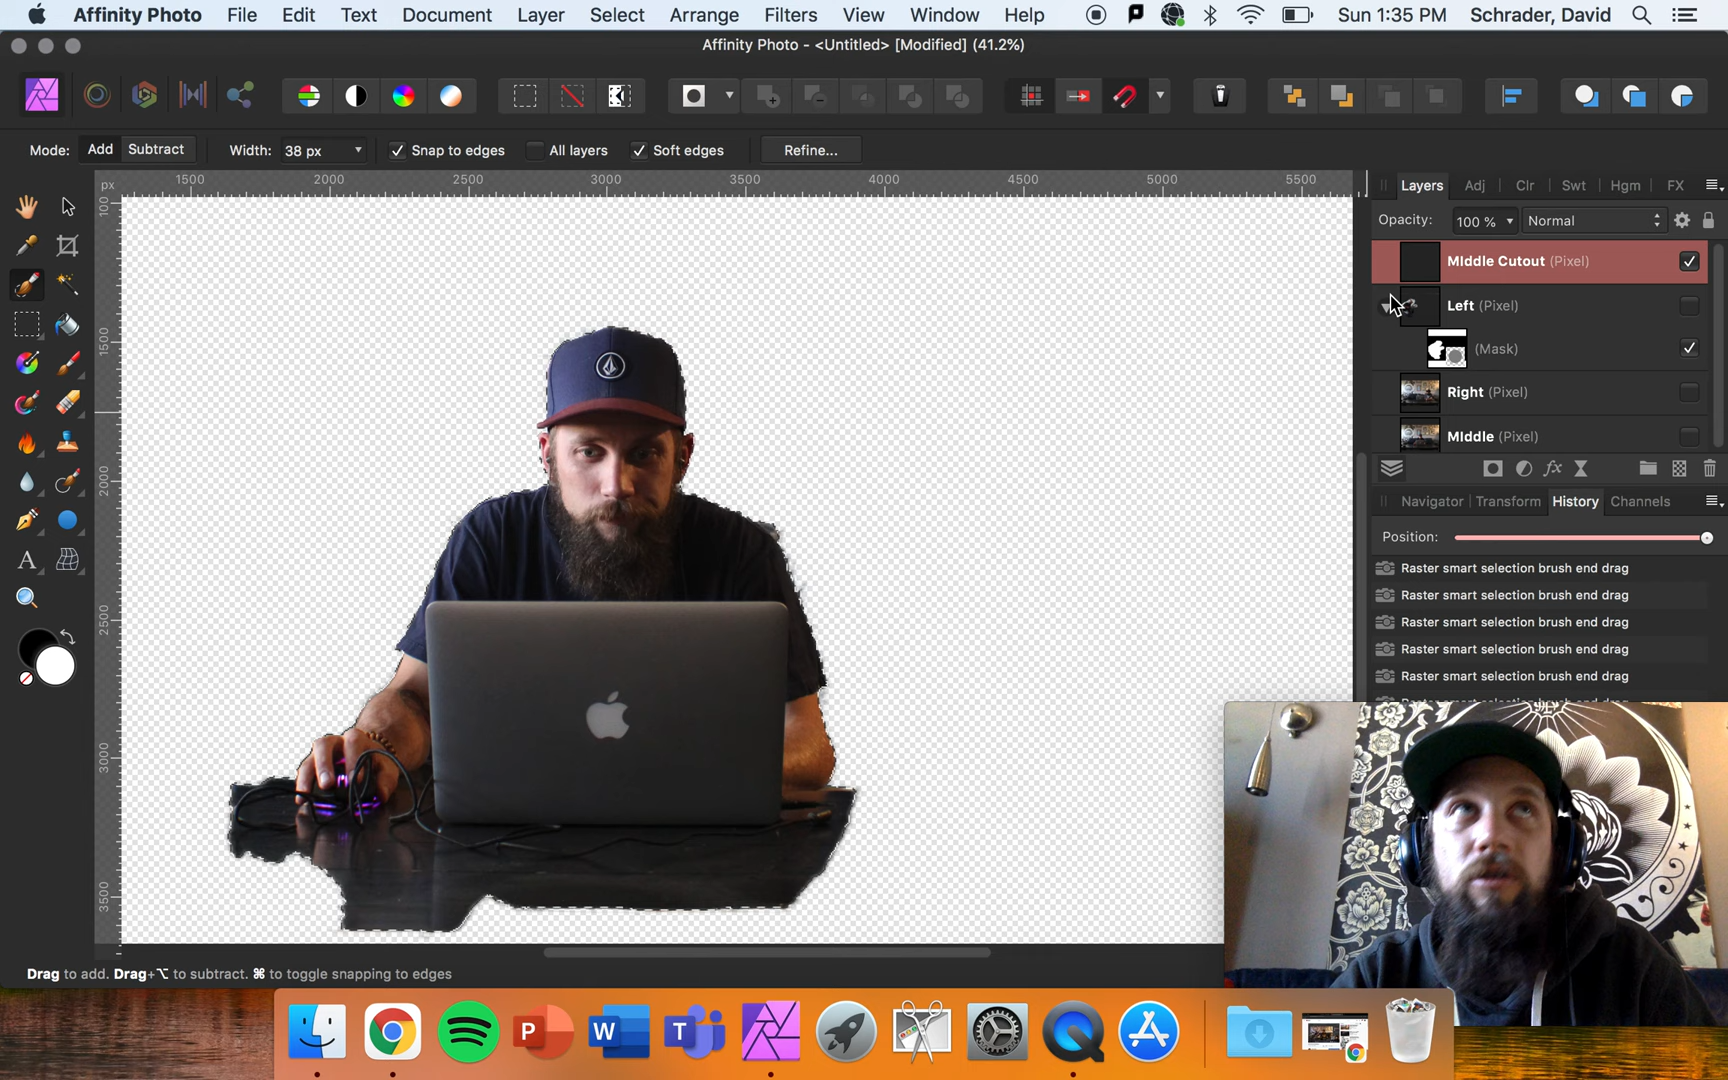 Affinity Photo File Edit Text Document Layer Select Arrange Filters View Window Help Sun 1:35 PM Schrader, David
Affinity Photo - <Untitled> [Modified] (41.2%)
Mode: Add Subtract Width: 38 px Snap to edges All layers Soft edges Refine...
px 1500 2000 2500 3000 3500 4000 4500 5000 5500
Layers Adj Clr Swt Hgm FX
Opacity: 100 % Normal
MIddle Cutout (Pixel)
Left (Pixel)
(Mask)
Right (Pixel)
MIddle (Pixel)
Navigator Transform History Channels
Position:
Raster smart selection brush end drag
Raster smart selection brush end drag
Raster smart selection brush end drag
Raster smart selection brush end drag
Raster smart selection brush end drag
1500
2000
2500
3000
3500
A
Drag to add. Drag+⌥ to subtract. ⌘ to toggle snapping to edges
P
W
T